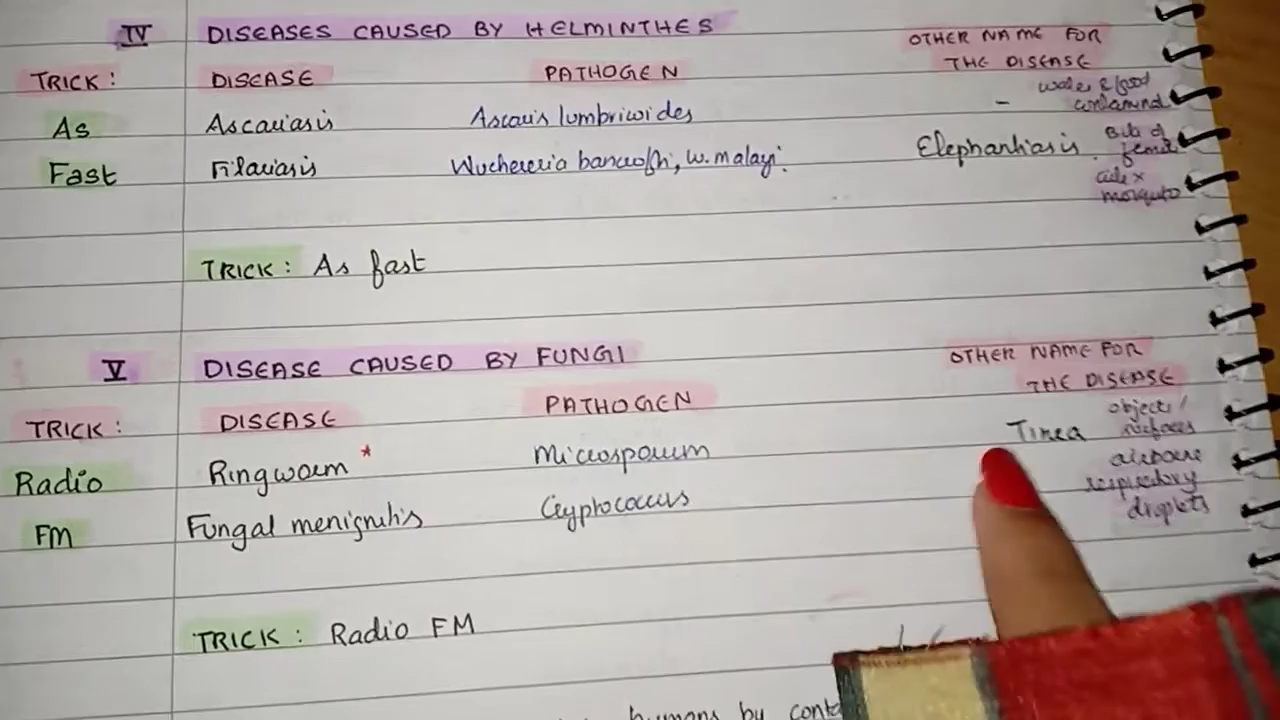 IV DISEASES CAUSED BY HELMINTHES
OTHER NAME FOR
THE DISEASE
TRICK: DISEASE PATHOGEN
water & food
contaminated
As Ascariasis Ascaris lumbricoides -
Fast Filariasis Wuchereria bancrofti, W. malayi. Elephantiasis.
Bite of
female
culex
mosquito
TRICK: As fast
V DISEASE CAUSED BY FUNGI
OTHER NAME FOR
THE DISEASE
TRICK: DISEASE PATHOGEN
objects/
surfaces
Radio Ringworm * Microsporum Tinea
airborne
respiratory
droplets
FM Fungal menignitis Cryptococcus
TRICK: Radio FM
humans by